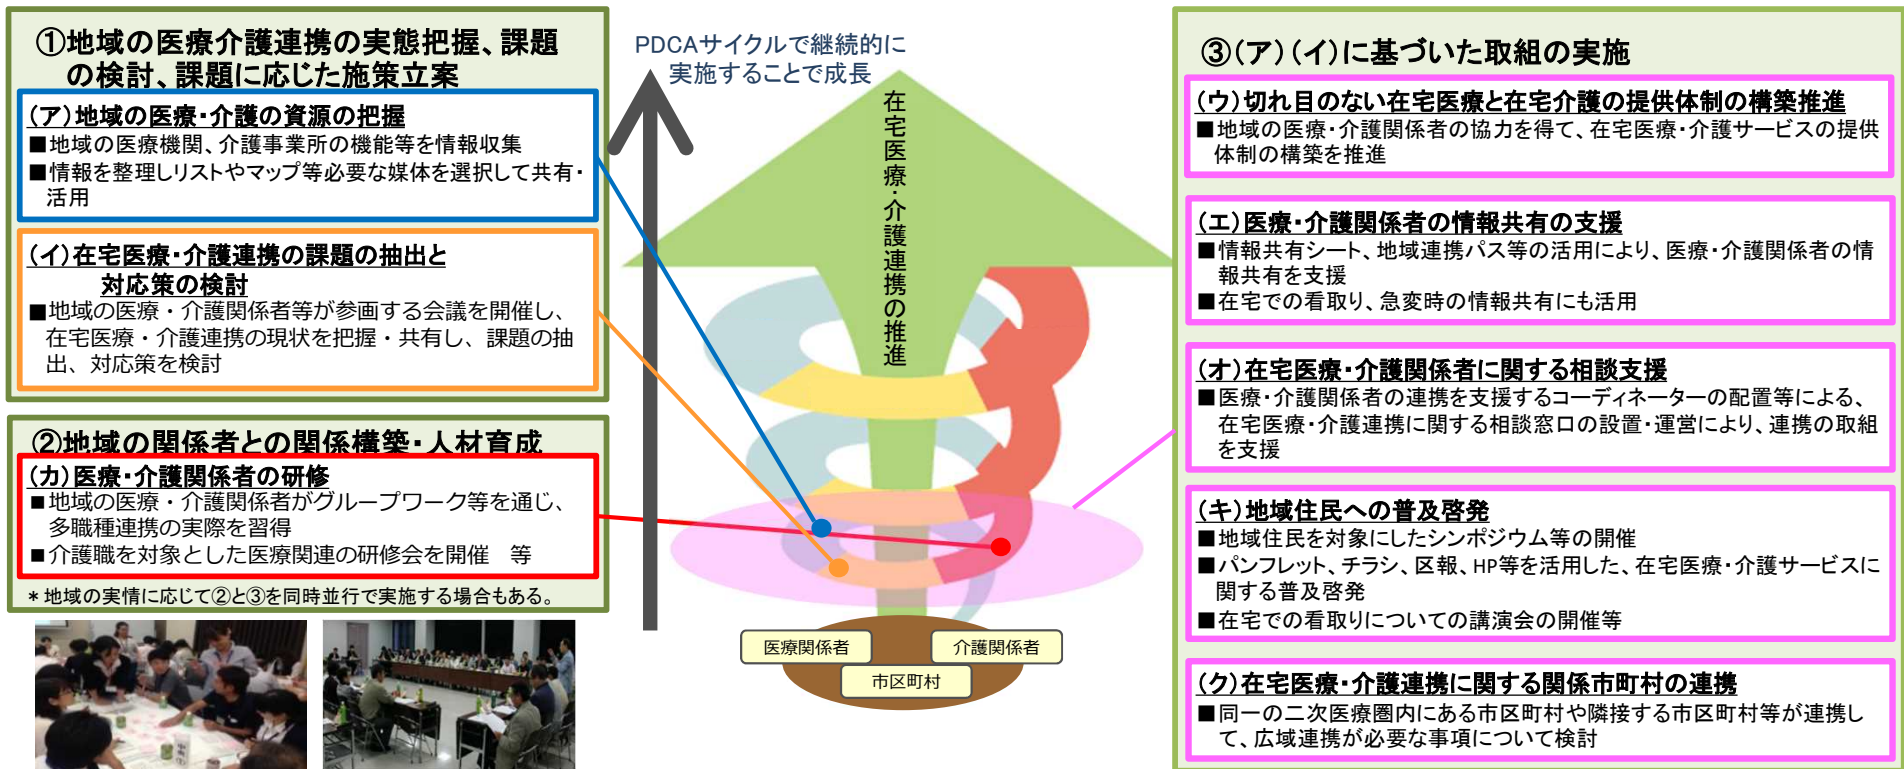 ①地域の医療介護連携の実態把握、課題
の検討、課題に応じた施策立案
(ア)地域の医療・介護の資源の把握
■地域の医療機関、介護事業所の機能等を情報収集
■情報を整理しリストやマップ等必要な媒体を選択して共有・
活用
(イ)在宅医療・介護連携の課題の抽出と
対応策の検討
■地域の医療・介護関係者等が参画する会議を開催し、
在宅医療・介護連携の現状を把握・共有し、課題の抽
出、対応策を検討
②地域の関係者との関係構築・人材育成
(カ)医療・介護関係者の研修
■地域の医療・介護関係者がグループワーク等を通じ、
多職種連携の実際を習得
■介護職を対象とした医療関連の研修会を開催　等
＊地域の実情に応じて②と③を同時並行で実施する場合もある。
PDCAサイクルで継続的に
実施することで成長
在宅医療・介護連携の推進
医療関係者
介護関係者
市区町村
③(ア)(イ)に基づいた取組の実施
(ウ)切れ目のない在宅医療と在宅介護の提供体制の構築推進
■地域の医療・介護関係者の協力を得て、在宅医療・介護サービスの提供
体制の構築を推進
(エ)医療・介護関係者の情報共有の支援
■情報共有シート、地域連携パス等の活用により、医療・介護関係者の情
報共有を支援
■在宅での看取り、急変時の情報共有にも活用
(オ)在宅医療・介護関係者に関する相談支援
■医療・介護関係者の連携を支援するコーディネーターの配置等による、
在宅医療・介護連携に関する相談窓口の設置・運営により、連携の取組
を支援
(キ)地域住民への普及啓発
■地域住民を対象にしたシンポジウム等の開催
■パンフレット、チラシ、区報、HP等を活用した、在宅医療・介護サービスに
関する普及啓発
■在宅での看取りについての講演会の開催等
(ク)在宅医療・介護連携に関する関係市町村の連携
■同一の二次医療圏内にある市区町村や隣接する市区町村等が連携し
て、広域連携が必要な事項について検討